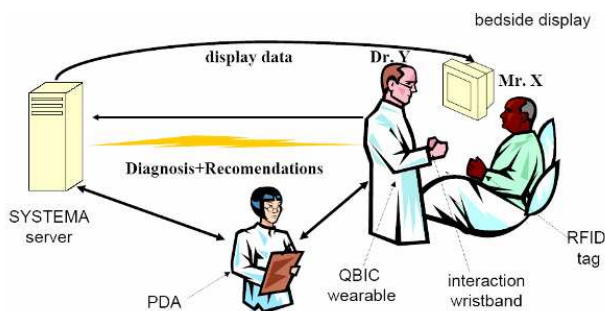 bedside display
display data
Dr. Y
Mr. X
Diagnosis+Recomendations
SYSTEMA
server
PDA
QBIC
wearable
interaction
wristband
RFID
tag